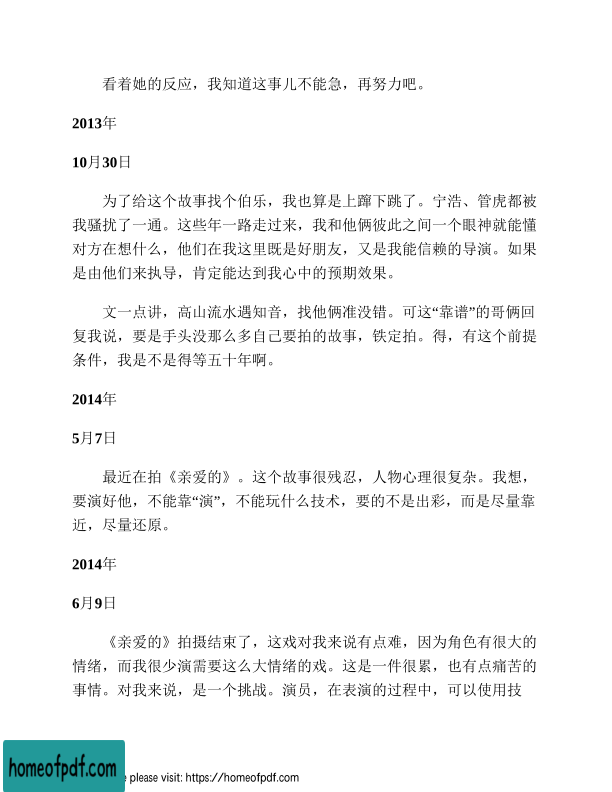 看着她的反应，我知道这事儿不能急，再努力吧。
2013年
10月30日
为了给这个故事找个伯乐，我也算是上蹿下跳了。宁浩、管虎都被
我骚扰了一通。这些年一路走过来，我和他俩彼此之间一个眼神就能懂
对方在想什么，他们在我这里既是好朋友，又是我能信赖的导演。如果
是由他们来执导，肯定能达到我心中的预期效果。
文一点讲，高山流水遇知音，找他俩准没错。可这“靠谱”的哥俩回
复我说，要是手头没那么多自己要拍的故事，铁定拍。得，有这个前提
条件，我是不是得等五十年啊。
2014年
5月7日
最近在拍《亲爱的》。这个故事很残忍，人物心理很复杂。我想，
要演好他，不能靠“演”，不能玩什么技术，要的不是出彩，而是尽量靠
近，尽量还原。
2014年
6月9日
《亲爱的》拍摄结束了，这戏对我来说有点难，因为角色有很大的
情绪，而我很少演需要这么大情绪的戏。这是一件很累，也有点痛苦的
事情。对我来说，是一个挑战。演员，在表演的过程中，可以使用技
homeofpdf.com
e please visit: https://homeofpdf.com